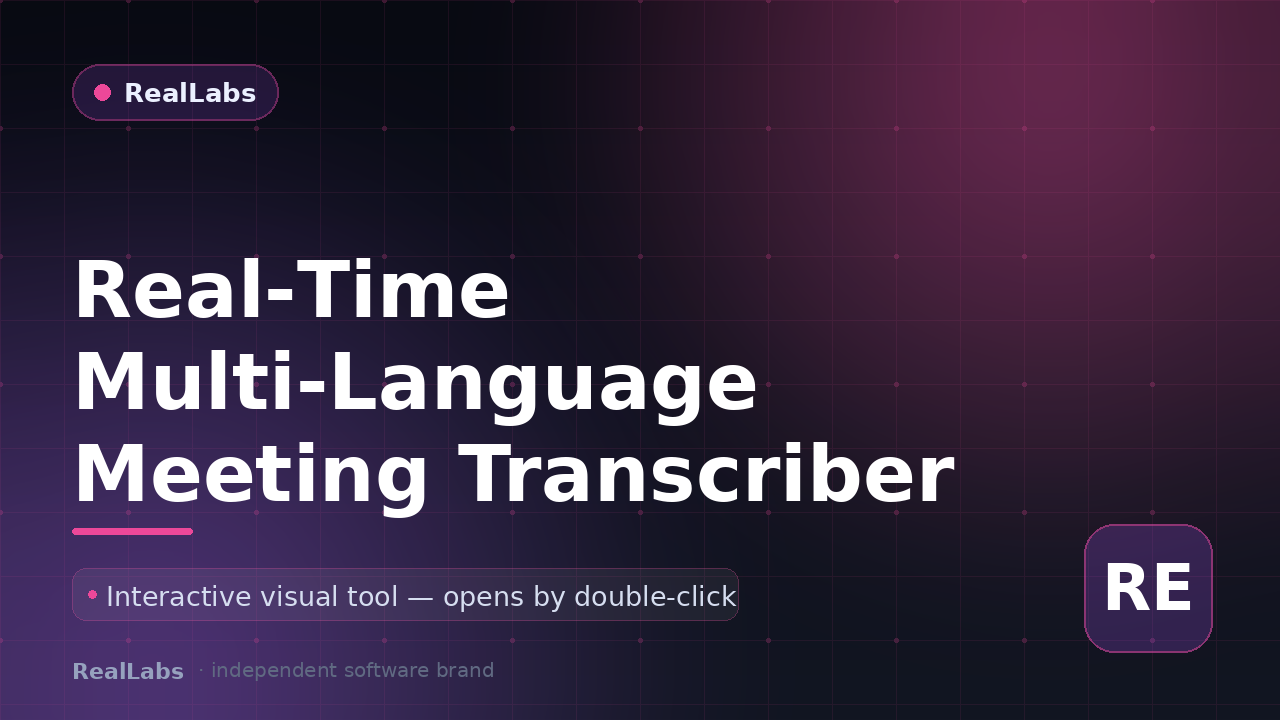 RealLabs
Real-Time
Multi-Language
Meeting Transcriber
Interactive visual tool — opens by double-click
RE
RealLabs · independent software brand